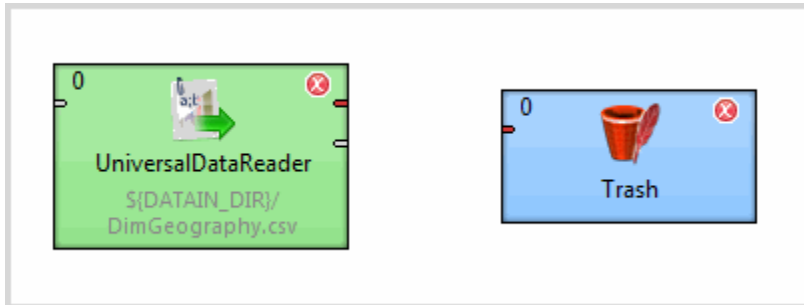 0
a;b
UniversalDataReader
${DATAIN_DIR}/
DimGeography.csv
0
Trash